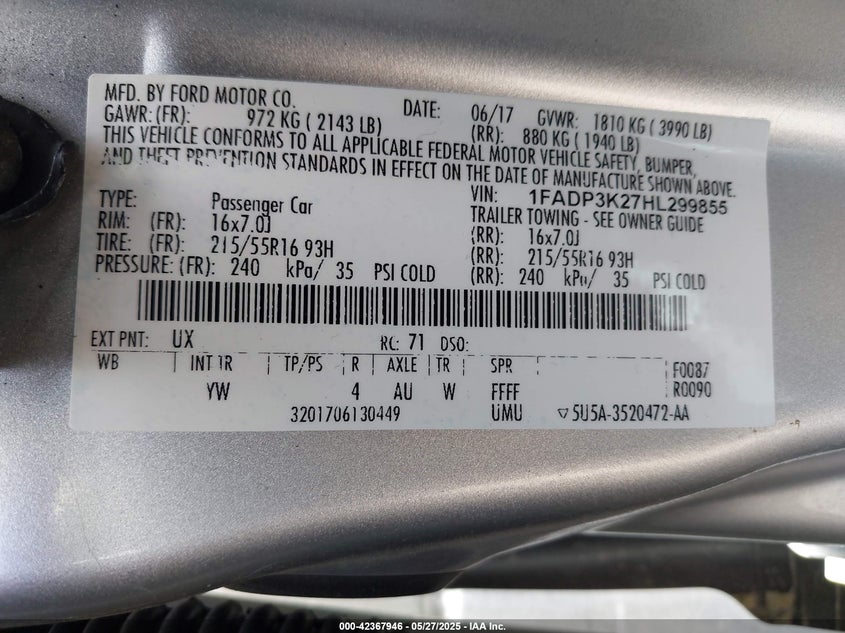 MFD. BY FORD MOTOR CO. DATE: 06/17 GVWR: 1810 KG ( 3990 LB)
GAWR: (FR): 972 KG ( 2143 LB) (RR): 880 KG ( 1940 LB)
THIS VEHICLE CONFORMS TO ALL APPLICABLE FEDERAL MOTOR VEHICLE SAFETY, BUMPER,
AND THEFT PREVENTION STANDARDS IN EFFECT ON THE DATE OF MANUFACTURE SHOWN ABOVE.
VIN: 1FADP3K27HL299855
TYPE: Passenger Car TRAILER TOWING - SEE OWNER GUIDE
RIM: (FR): 16x7.0J (RR): 16x7.0J
TIRE: (FR): 215/55R16 93H (RR): 215/55R16 93H
PRESSURE: (FR): 240 kPa/ 35 PSI COLD (RR): 240 kPa/ 35 PSI COLD
EXT PNT: UX RC: 71 DSO:
WB INT TR TP/PS R AXLE TR SPR F0087
YW 4 AU W FFFF R0090
3201706130449 UMU ▽5U5A-3520472-AA
000-42367946 - 05/27/2025 - IAA Inc.